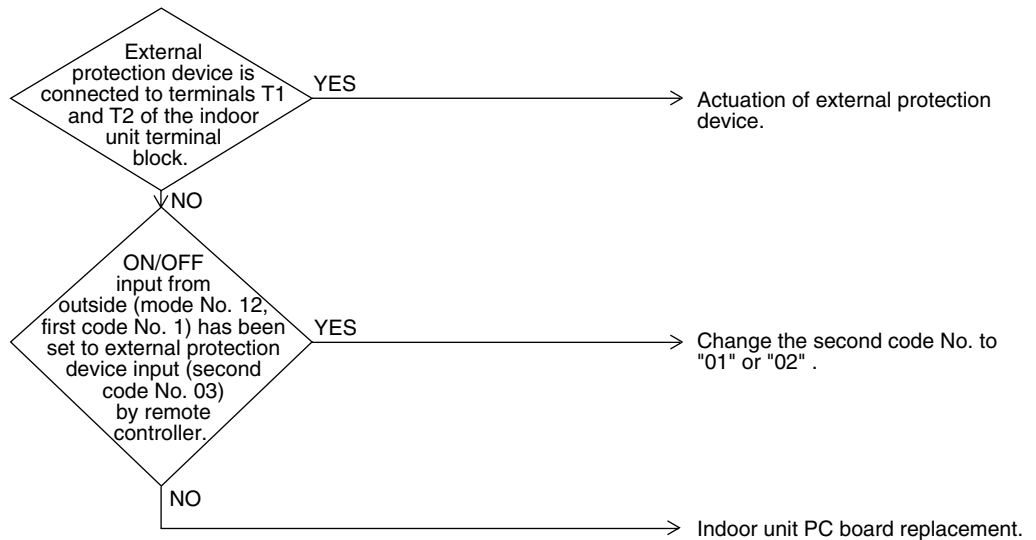 External
protection device is
connected to terminals T1
and T2 of the indoor
unit terminal
block.
YES
Actuation of external protection
device.
NO
ON/OFF
input from
outside (mode No. 12,
first code No. 1) has been
set to external protection
device input (second
code No. 03)
by remote
controller.
YES
Change the second code No. to
"01" or "02" .
NO
Indoor unit PC board replacement.